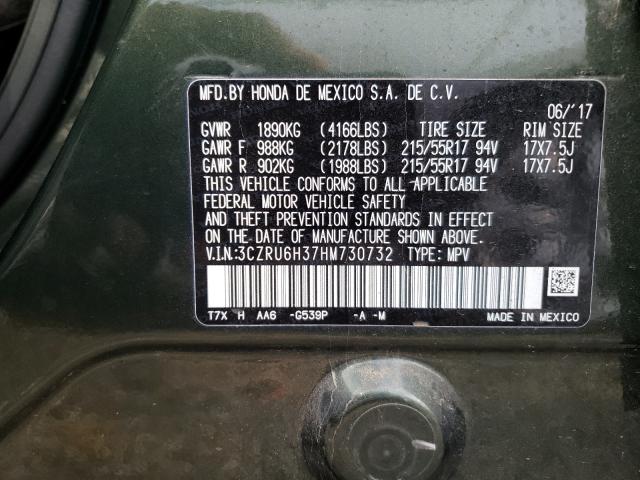 MFD.BY HONDA DE MEXICO S.A. DE C.V.
06/'17
GVWR 1890KG (4166LBS) TIRE SIZE RIM SIZE
GAWR F 988KG (2178LBS) 215/55R17 94V 17X7.5J
GAWR R 902KG (1988LBS) 215/55R17 94V 17X7.5J
THIS VEHICLE CONFORMS TO ALL APPLICABLE
FEDERAL MOTOR VEHICLE SAFETY
AND THEFT PREVENTION STANDARDS IN EFFECT
ON THE DATE OF MANUFACTURE SHOWN ABOVE.
V.I.N:3CZRU6H37HM730732 TYPE: MPV
T7X H AA6 -G539P -A -M MADE IN MEXICO